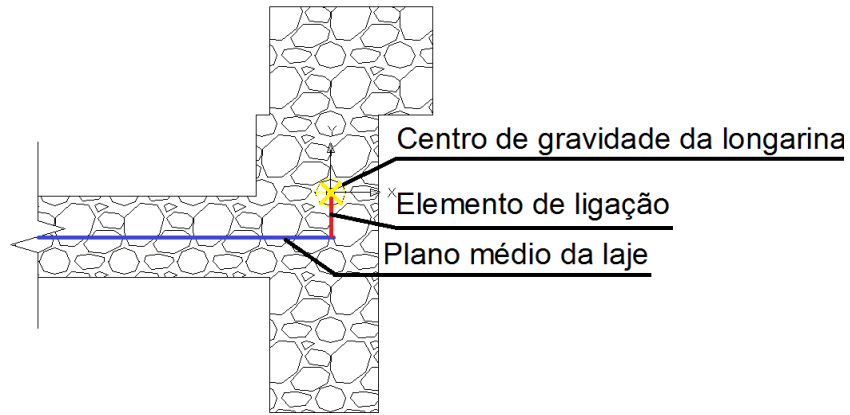 Y
Centro de gravidade da longarina
X
Elemento de ligação
Plano médio da laje